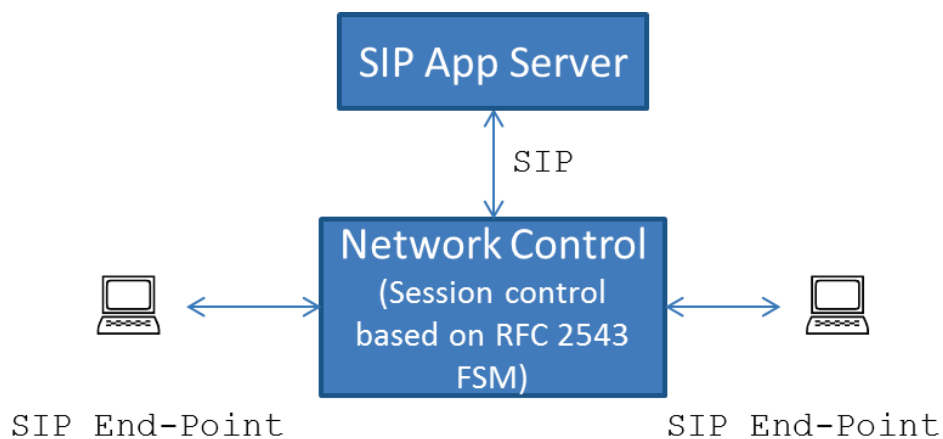 SIP App Server
SIP
Network Control
(Session control
based on RFC 2543
FSM)
SIP End-Point
SIP End-Point